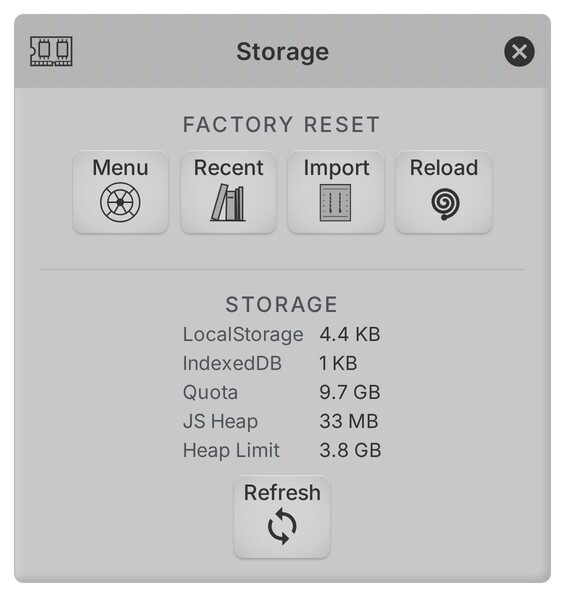 Storage
FACTORY RESET
Menu Recent Import Reload
STORAGE
LocalStorage 4.4 KB
IndexedDB 1 KB
Quota 9.7 GB
JS Heap 33 MB
Heap Limit 3.8 GB
Refresh